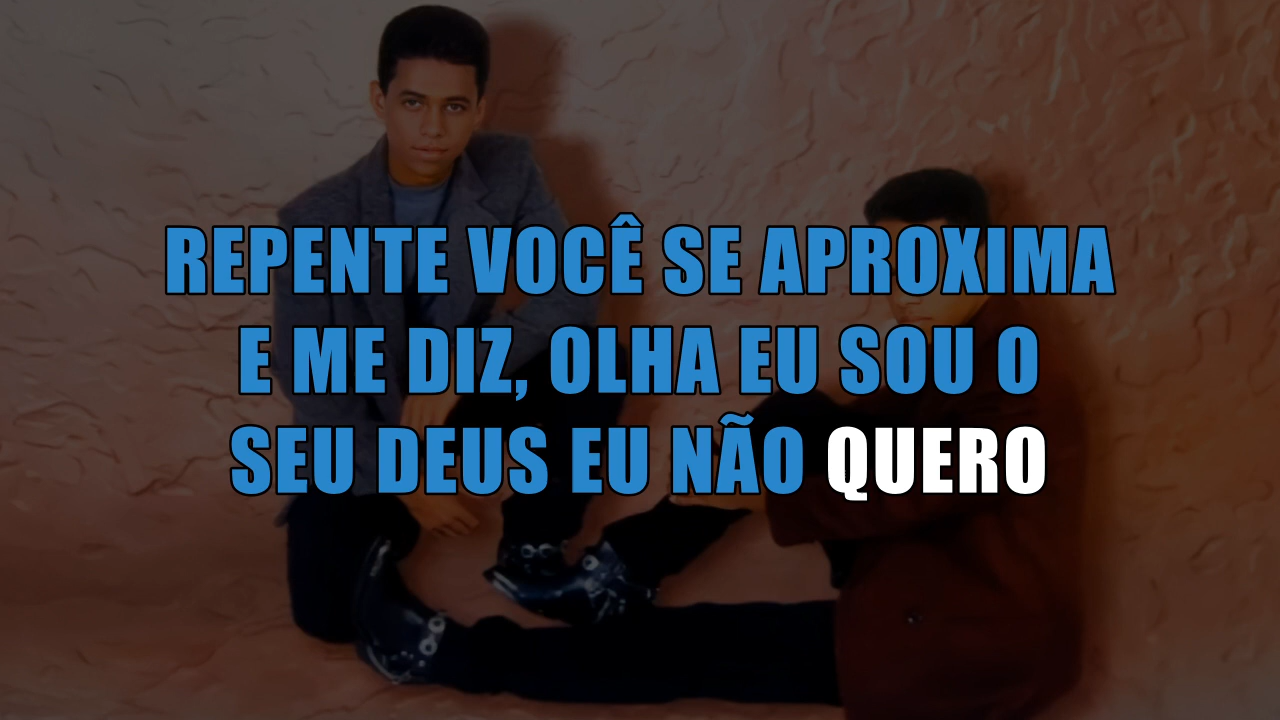 REPENTE VOCÊ SE APROXIMA
E ME DIZ, OLHA EU SOU O
SEU DEUS EU NÃO QUERO